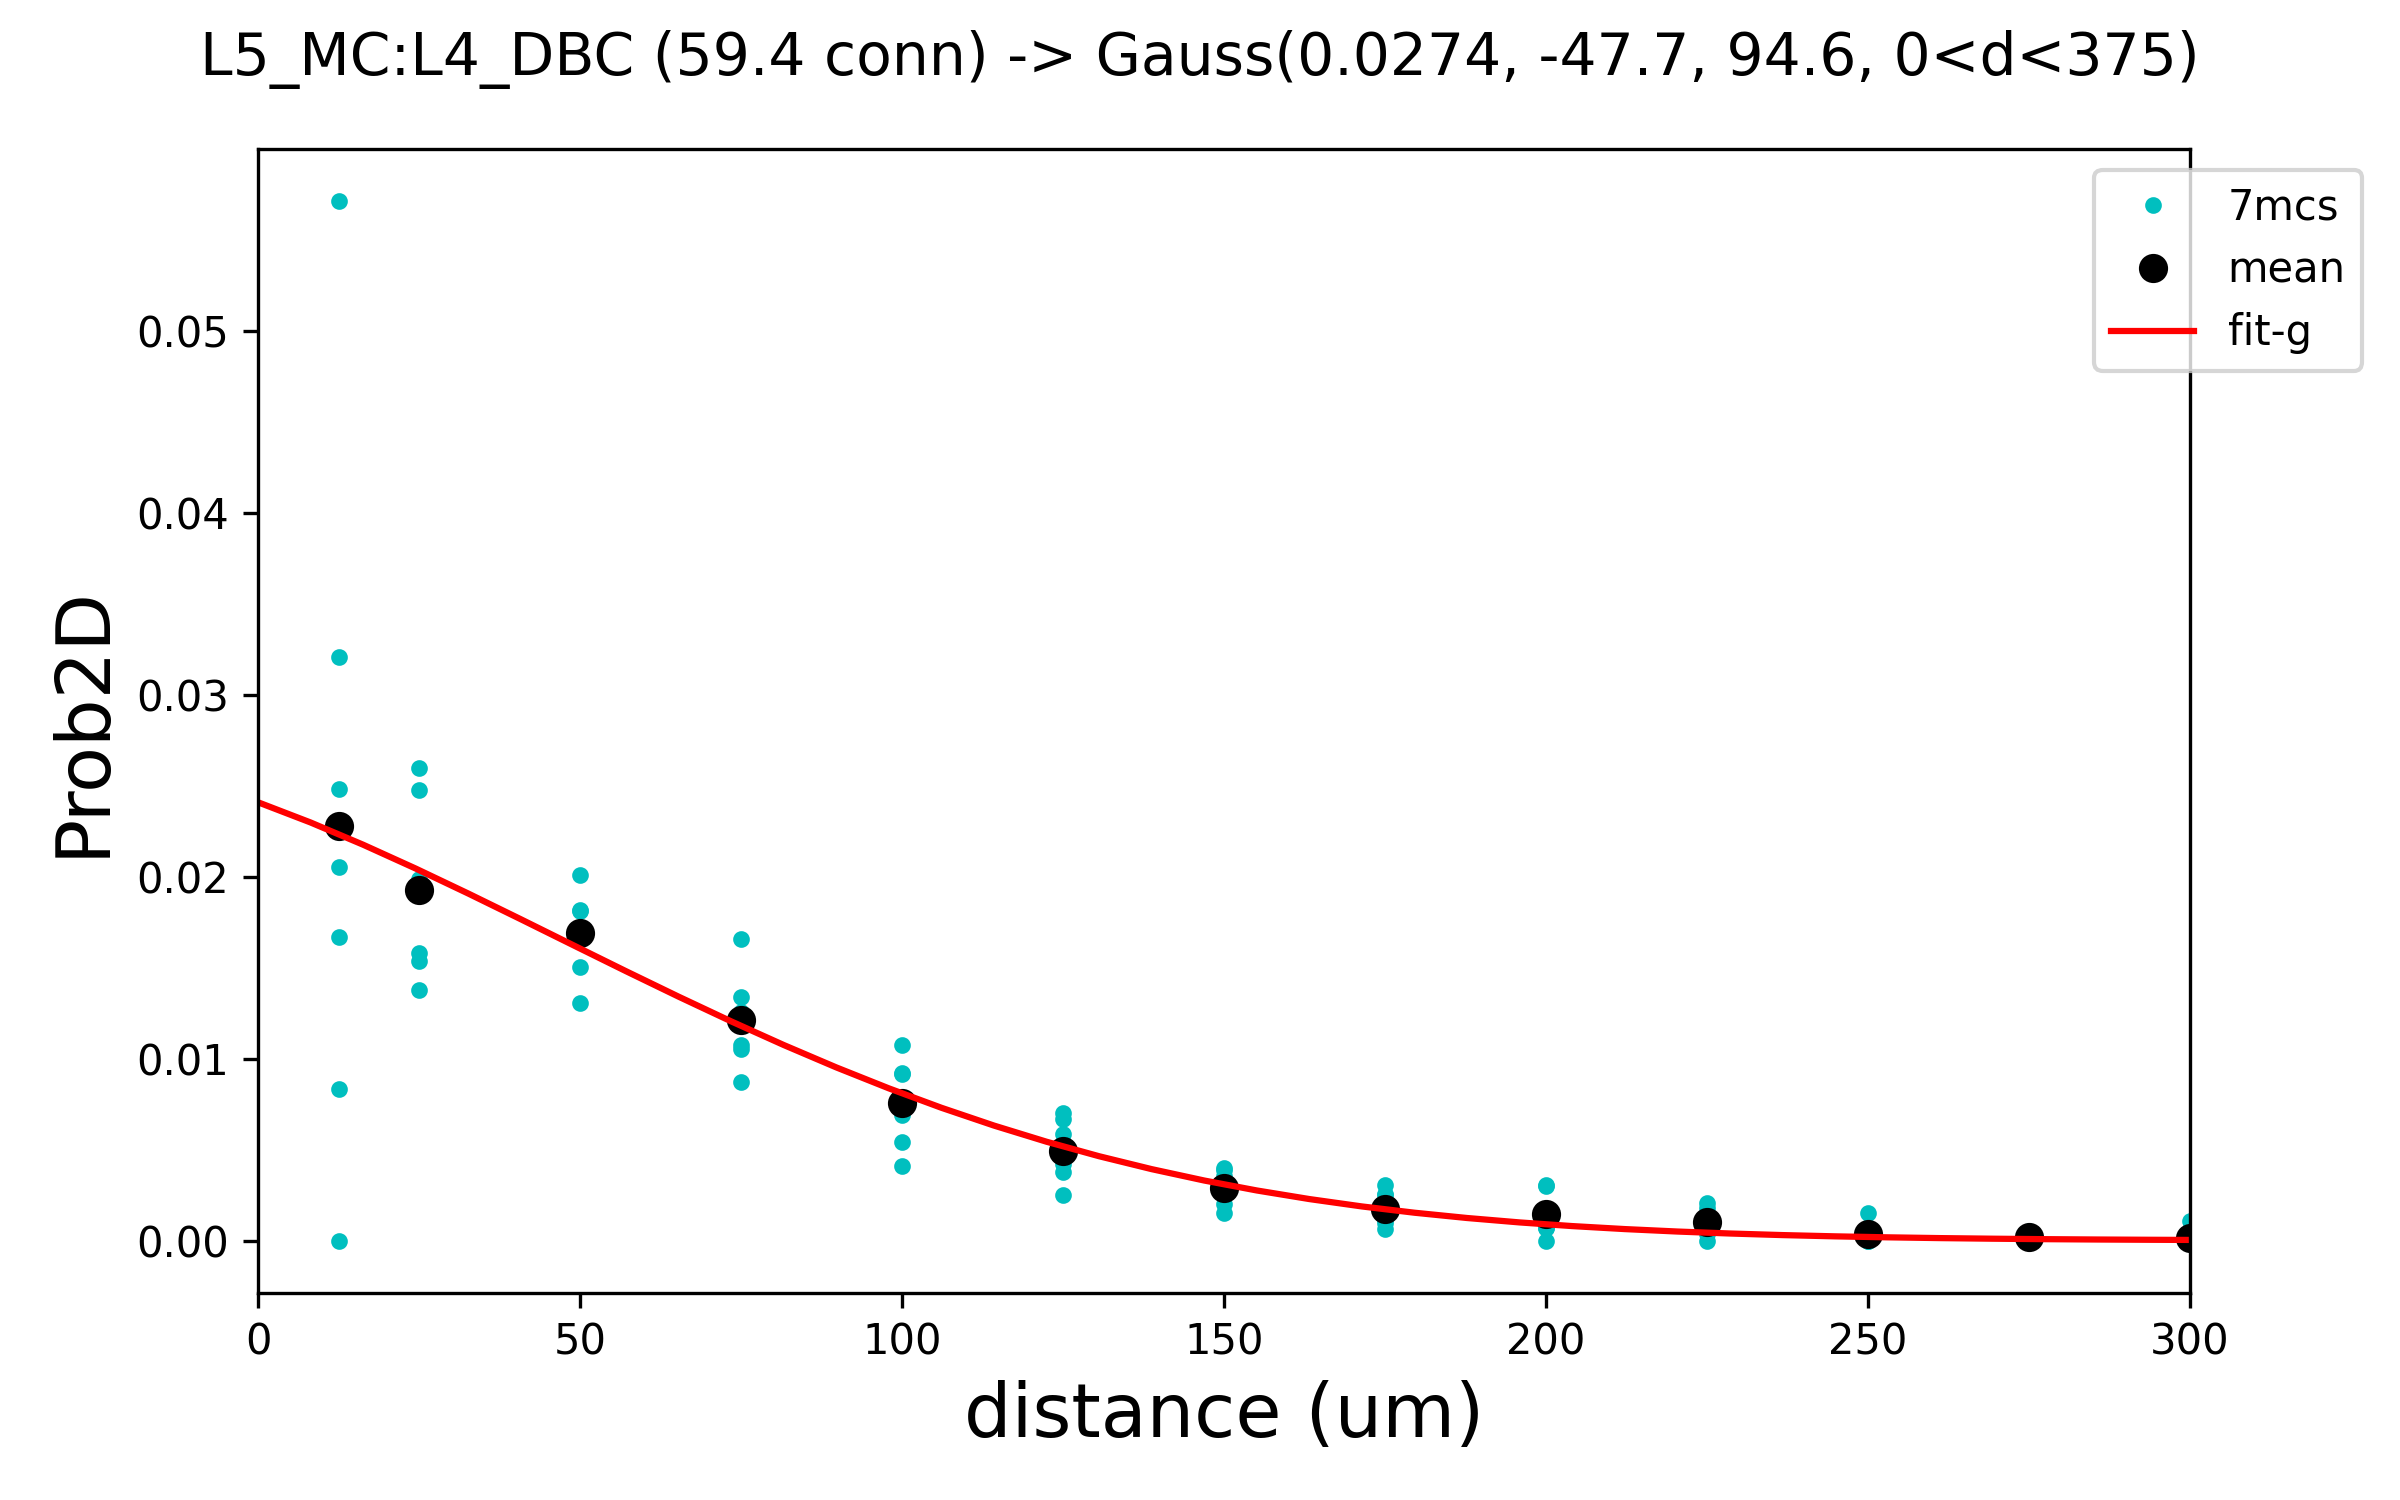 L5_MC:L4_DBC (59.4 conn) -> Gauss(0.0274, -47.7, 94.6, 0<d<375)
7mcs
mean
fit-g
Prob2D
0.05
0.04
0.03
0.02
0.01
0.00
0 50 100 150 200 250 300
distance (um)